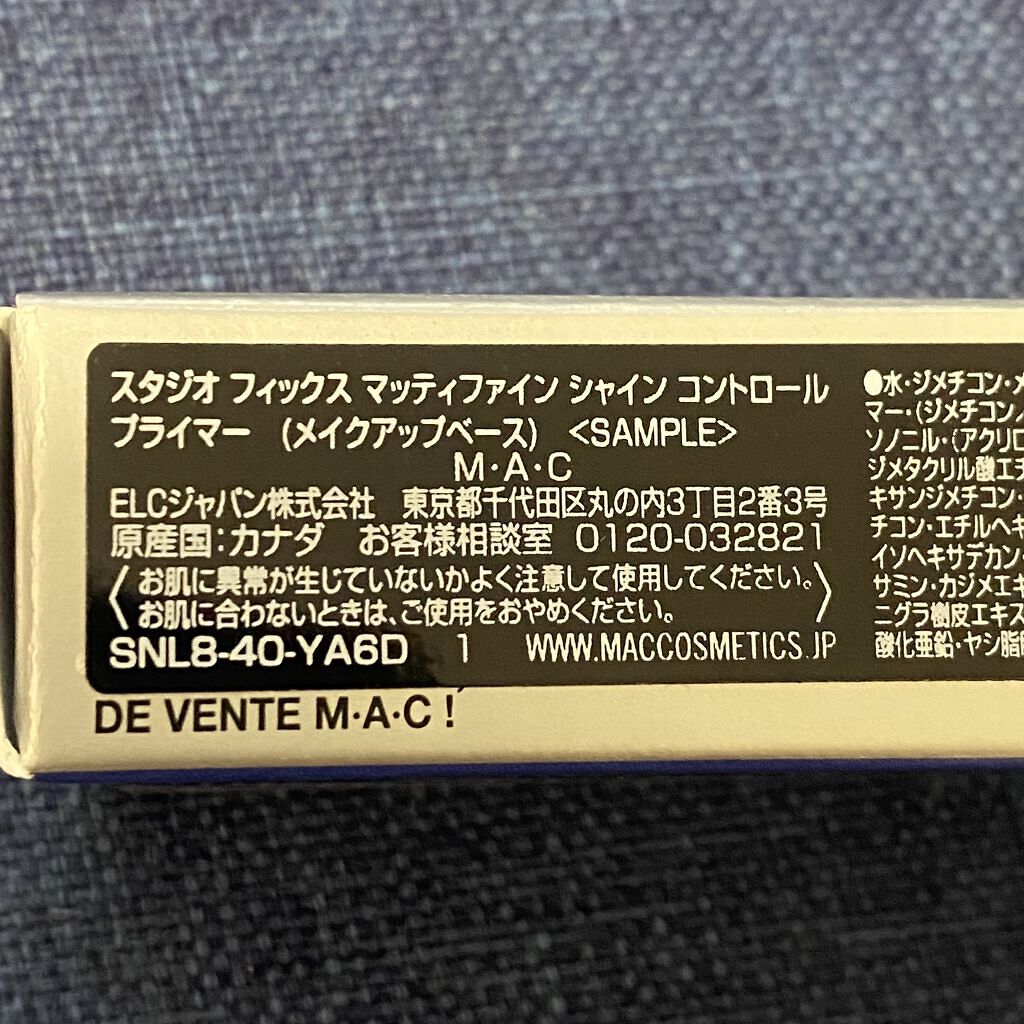 スタジオ フィックス マッティファイン シャイン コントロール
プライマー (メイクアップベース) <SAMPLE>
M・A・C
ELCジャパン株式会社 東京都千代田区丸の内3丁目2番3号
原産国:カナダ お客様相談室 0120-032821
〈お肌に異常が生じていないかよく注意して使用してください。
お肌に合わないときは、ご使用をおやめください。〉
SNL8-40-YA6D 1 WWW.MACCOSMETICS.JP
DE VENTE M·A·C !
●水・ジメチコン・メ
マー・(ジメチコン/
ソノニル・(アクリロ
ジメタクリル酸エチ
キサンジメチコン・
チコン・エチルヘキ
イソヘキサデカン・
サミン・カジメエキ
ニグラ樹皮エキス
酸化亜鉛・ヤシ脂